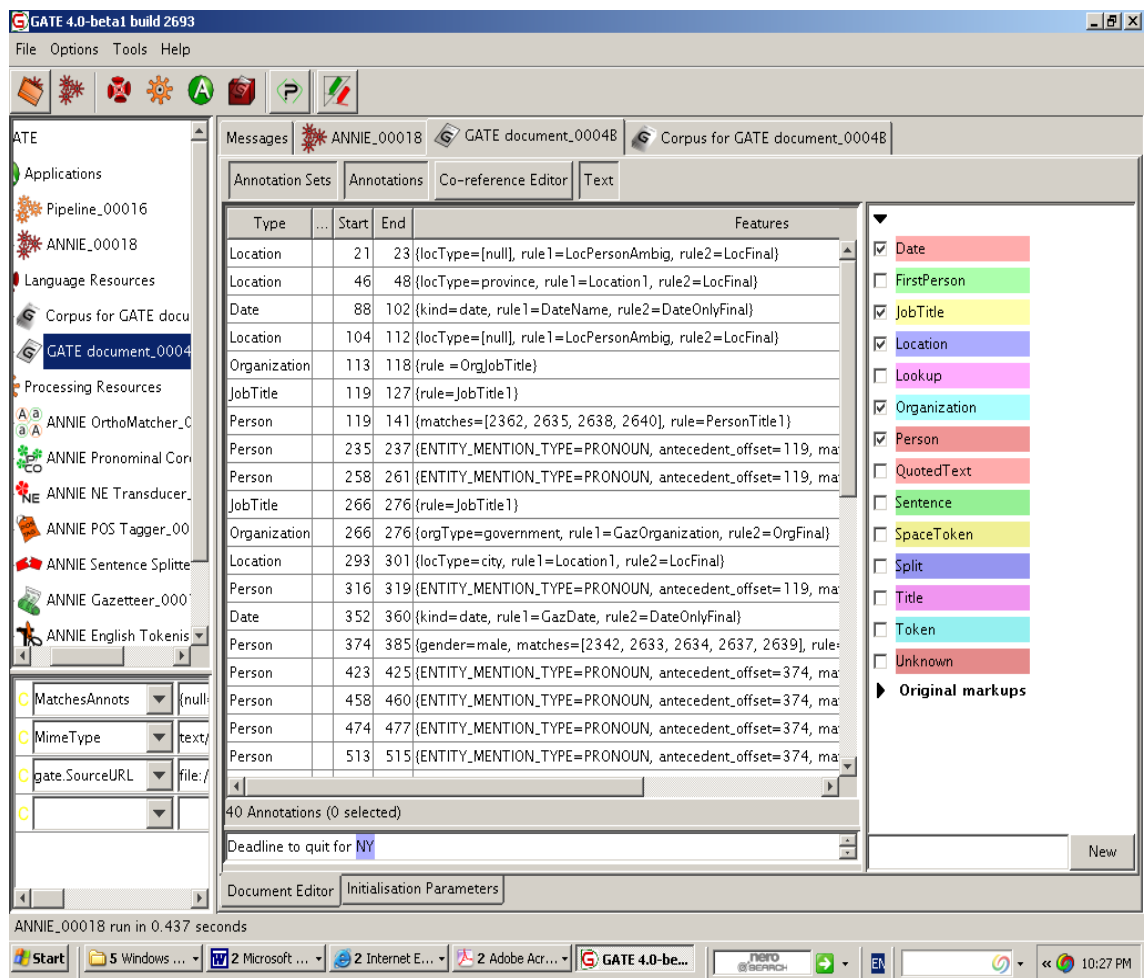 GATE 4.0-beta1 build 2693
File Options Tools Help
ATE
Applications
Pipeline_00016
ANNIE_00018
Language Resources
Corpus for GATE docu
GATE document_0004
Processing Resources
ANNIE OrthoMatcher_0
ANNIE Pronominal Cor
ANNIE NE Transducer_
ANNIE POS Tagger_00
ANNIE Sentence Splitte
ANNIE Gazetteer_000
ANNIE English Tokenis
C MatchesAnnots {null=
C MimeType text/
C gate.SourceURL file:/
C
Messages ANNIE_00018 GATE document_0004B Corpus for GATE document_0004B
Annotation Sets Annotations Co-reference Editor Text
Type ... Start End Features
Location 21 23 {locType=[null], rule1=LocPersonAmbig, rule2=LocFinal}
Location 46 48 {locType=province, rule1=Location1, rule2=LocFinal}
Date 88 102 {kind=date, rule1=DateName, rule2=DateOnlyFinal}
Location 104 112 {locType=[null], rule1=LocPersonAmbig, rule2=LocFinal}
Organization 113 118 {rule =OrgJobTitle}
JobTitle 119 127 {rule=JobTitle1}
Person 119 141 {matches=[2362, 2635, 2638, 2640], rule=PersonTitle1}
Person 235 237 {ENTITY_MENTION_TYPE=PRONOUN, antecedent_offset=119, ma
Person 258 261 {ENTITY_MENTION_TYPE=PRONOUN, antecedent_offset=119, ma
JobTitle 266 276 {rule=JobTitle1}
Organization 266 276 {orgType=government, rule1=GazOrganization, rule2=OrgFinal}
Location 293 301 {locType=city, rule1=Location1, rule2=LocFinal}
Person 316 319 {ENTITY_MENTION_TYPE=PRONOUN, antecedent_offset=119, ma
Date 352 360 {kind=date, rule1=GazDate, rule2=DateOnlyFinal}
Person 374 385 {gender=male, matches=[2342, 2633, 2634, 2637, 2639], rule=
Person 423 425 {ENTITY_MENTION_TYPE=PRONOUN, antecedent_offset=374, ma
Person 458 460 {ENTITY_MENTION_TYPE=PRONOUN, antecedent_offset=374, ma
Person 474 477 {ENTITY_MENTION_TYPE=PRONOUN, antecedent_offset=374, ma
Person 513 515 {ENTITY_MENTION_TYPE=PRONOUN, antecedent_offset=374, ma
40 Annotations (0 selected)
Deadline to quit for NY
Document Editor Initialisation Parameters
Date
FirstPerson
JobTitle
Location
Lookup
Organization
Person
QuotedText
Sentence
SpaceToken
Split
Title
Token
Unknown
Original markups
New
ANNIE_00018 run in 0.437 seconds
Start 5 Windows ... 2 Microsoft ... 2 Internet E... 2 Adobe Acr... GATE 4.0-be... nero SEARCH EN « 10:27 PM